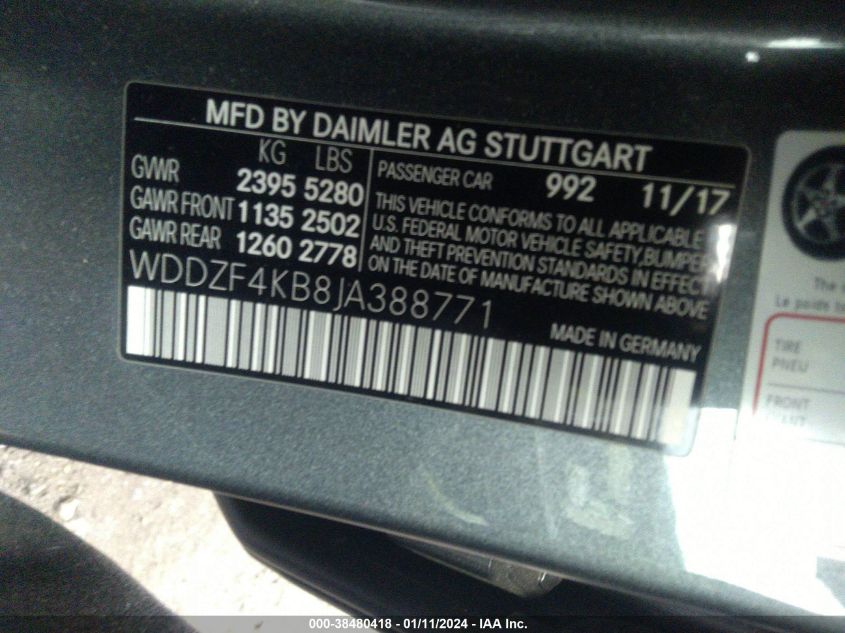 MFD BY DAIMLER AG STUTTGART
KG LBS
GVWR 2395 5280
GAWR FRONT 1135 2502
GAWR REAR 1260 2778
PASSENGER CAR 992 11/17
THIS VEHICLE CONFORMS TO ALL APPLICABLE
U.S. FEDERAL MOTOR VEHICLE SAFETY, BUMPER,
AND THEFT PREVENTION STANDARDS IN EFFECT
ON THE DATE OF MANUFACTURE SHOWN ABOVE
WDDZF4KB8JA388771
MADE IN GERMANY
The
Le poids
TIRE
PNEU
FRONT
000-38480418 - 01/11/2024 - IAA Inc.